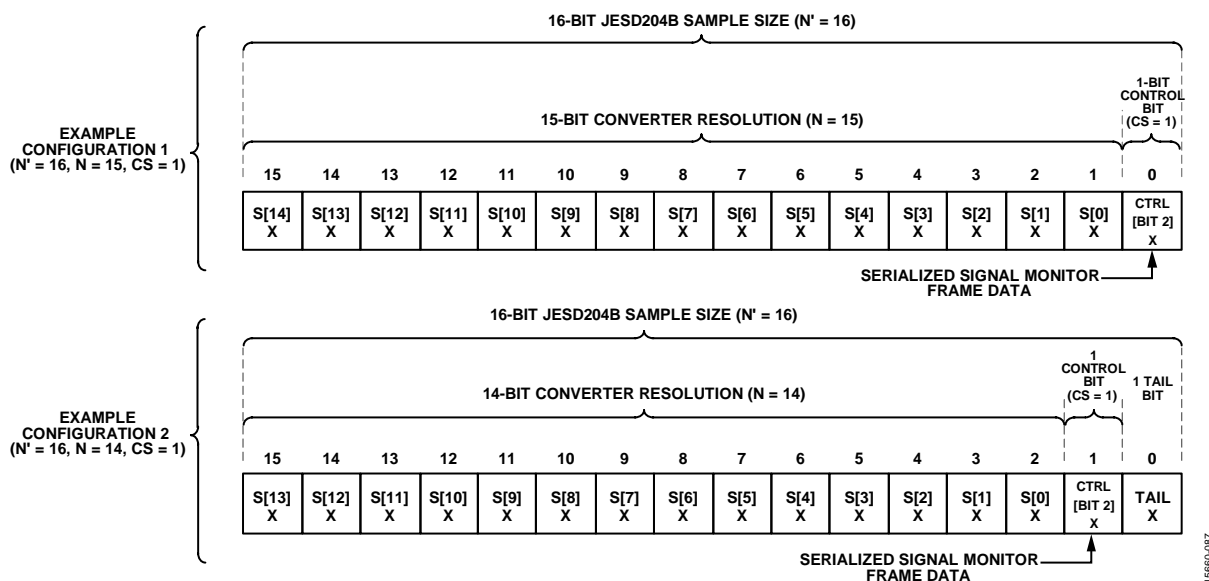 16-BIT JESD204B SAMPLE SIZE (N' = 16)
1-BIT
CONTROL
BIT
(CS = 1)
15-BIT CONVERTER RESOLUTION (N = 15)
EXAMPLE
CONFIGURATION 1
(N' = 16, N = 15, CS = 1)
15 14 13 12 11 10 9 8 7 6 5 4 3 2 1 0
S[14] S[13] S[12] S[11] S[10] S[9] S[8] S[7] S[6] S[5] S[4] S[3] S[2] S[1] S[0] CTRL
[BIT 2]
X X X X X X X X X X X X X X X X
SERIALIZED SIGNAL MONITOR
FRAME DATA
16-BIT JESD204B SAMPLE SIZE (N' = 16)
1
CONTROL
BIT
(CS = 1)
1 TAIL
BIT
14-BIT CONVERTER RESOLUTION (N = 14)
EXAMPLE
CONFIGURATION 2
(N' = 16, N = 14, CS = 1)
15 14 13 12 11 10 9 8 7 6 5 4 3 2 1 0
S[13] S[12] S[11] S[10] S[9] S[8] S[7] S[6] S[5] S[4] S[3] S[2] S[1] S[0] CTRL
[BIT 2] TAIL
X X X X X X X X X X X X X X X X
SERIALIZED SIGNAL MONITOR
FRAME DATA
15660-087